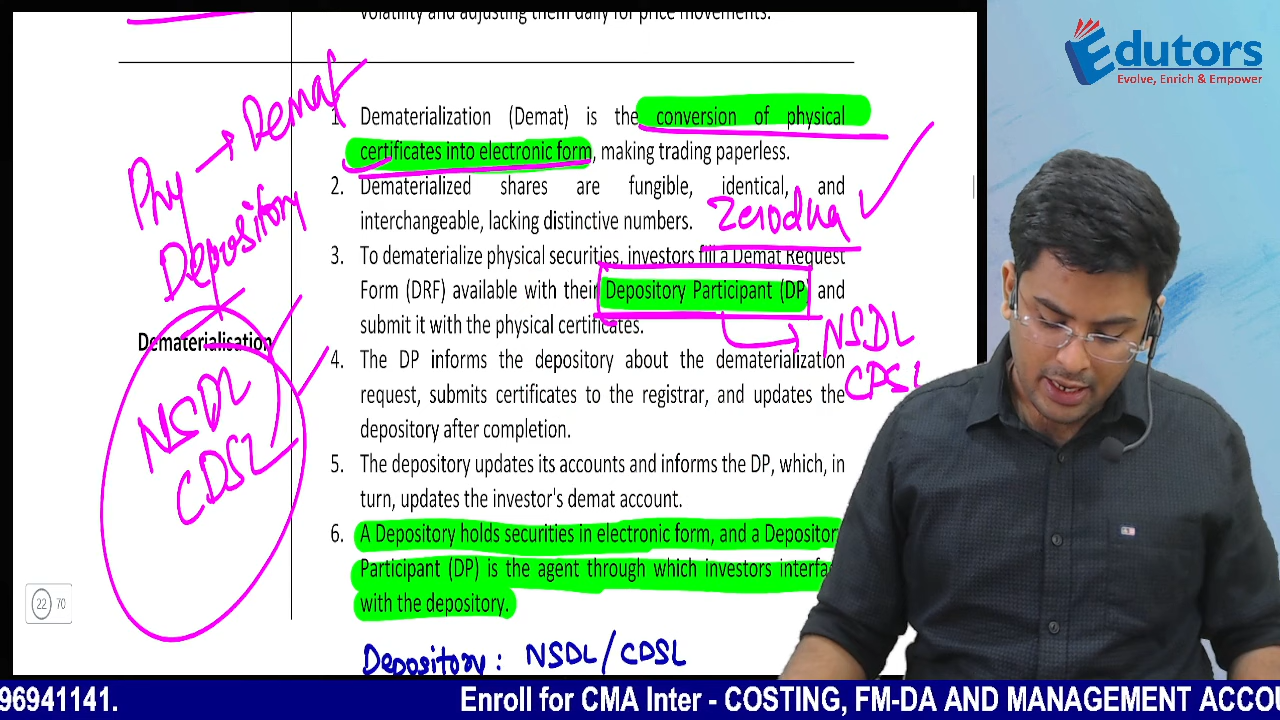 volatility and adjusting them daily for price movements.
Edutors
Evolve, Enrich & Empower
Phy → Demat
Depository
NSDL
CDSL
Dematerialisation
1. Dematerialization (Demat) is the conversion of physical
certificates into electronic form, making trading paperless.
2. Dematerialized shares are fungible, identical, and
interchangeable, lacking distinctive numbers.
Zerodha
3. To dematerialize physical securities, investors fill a Demat Request
Form (DRF) available with their Depository Participant (DP) and
submit it with the physical certificates.
NSDL
CDSL
4. The DP informs the depository about the dematerialization
request, submits certificates to the registrar, and updates the
depository after completion.
5. The depository updates its accounts and informs the DP, which, in
turn, updates the investor's demat account.
6. A Depository holds securities in electronic form, and a Depositor
Participant (DP) is the agent through which investors interfa
with the depository.
Depository: NSDL/CDSL
22 70
96941141.
Enroll for CMA Inter - COSTING, FM-DA AND MANAGEMENT ACCOU